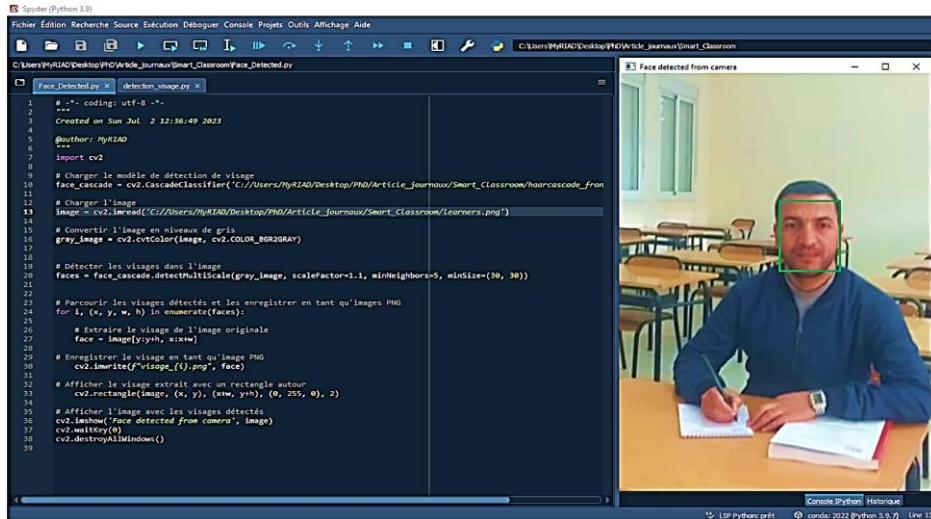 Spyder (Python 3.9)
Fichier Édition Recherche Source Exécution Déboguer Console Projets Outils Affichage Aide
C:\Users\MyRIAD\Desktop\PhD\Article_journaux\Smart_Classroom
C:\Users\MyRIAD\Desktop\PhD\Article_journaux\Smart_Classroom\Face_Detected.py
Face detected from camera
Face_Detected.py × detection_visage.py ×
1 # -*- coding: utf-8 -*-
2 """
3 Created on Sun Jul 2 12:36:49 2023
4
5 @author: MyRIAD
6 """
7 import cv2
8
9 # Charger le modèle de détection de visage
10 face_cascade = cv2.CascadeClassifier('C://Users/MyRIAD/Desktop/PhD/Article_journaux/Smart_Classroom/haarcascade_fron
11
12 # Charger l'image
13 image = cv2.imread('C://Users/MyRIAD/Desktop/PhD/Article_journaux/Smart_Classroom/learners.png')
14
15 # Convertir l'image en niveaux de gris
16 gray_image = cv2.cvtColor(image, cv2.COLOR_BGR2GRAY)
17
18
19 # Détecter les visages dans l'image
20 faces = face_cascade.detectMultiScale(gray_image, scaleFactor=1.1, minNeighbors=5, minSize=(30, 30))
21
22
23 # Parcourir les visages détectés et les enregistrer en tant qu'images PNG
24 for i, (x, y, w, h) in enumerate(faces):
25
26 # Extraire le visage de l'image originale
27 face = image[y:y+h, x:x+w]
28
29 # Enregistrer le visage en tant qu'image PNG
30 cv2.imwrite(f"visage_{i}.png", face)
31
32 # Afficher le visage extrait avec un rectangle autour
33 cv2.rectangle(image, (x, y), (x+w, y+h), (0, 255, 0), 2)
34
35 # Afficher l'image avec les visages détectés
36 cv2.imshow('Face detected from camera', image)
37 cv2.waitKey(0)
38 cv2.destroyAllWindows()
39
Console IPython Historique
LSP Python: prêt conda: 2022 (Python 3.9.7) Line 13